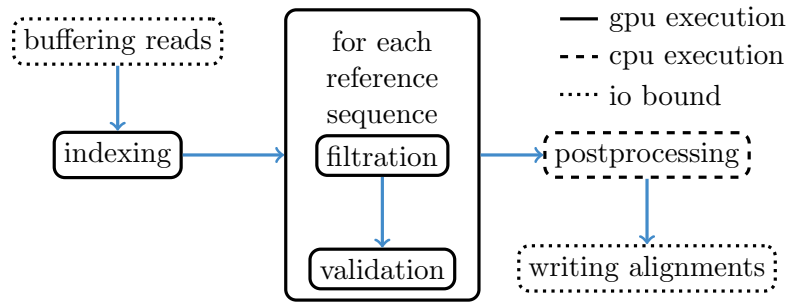 buffering reads
indexing
for each
reference
sequence
filtration
validation
gpu execution
cpu execution
io bound
postprocessing
writing alignments